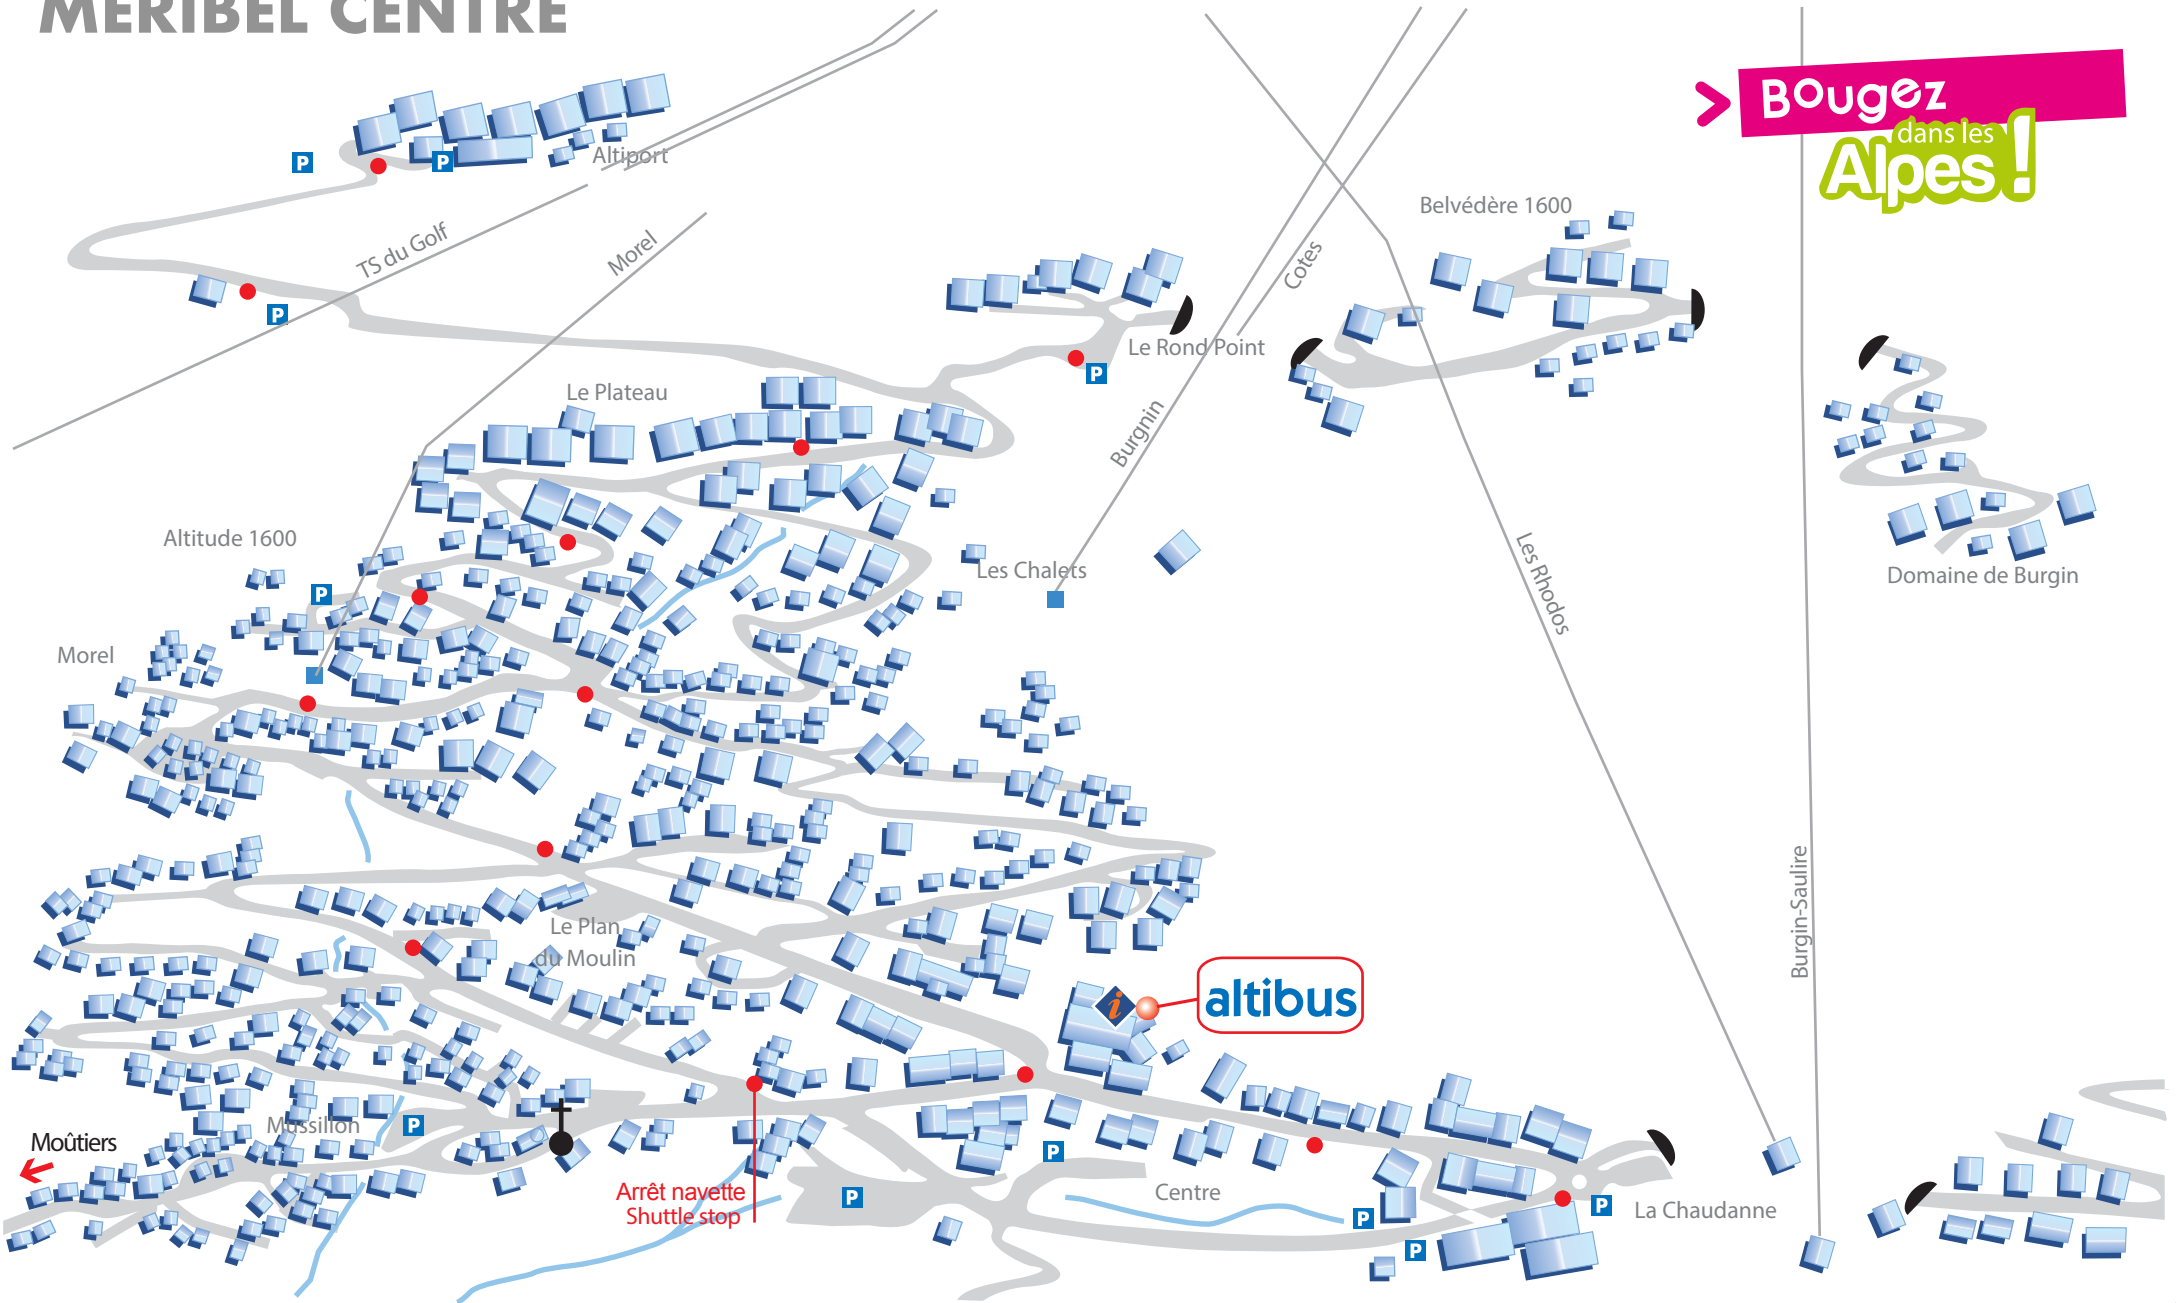 MÉRIBEL CENTRE
Bougez
dans les
Alpes!
P
P
Altiport
Belvédère 1600
TS du Golf
Morel
Cotes
P
Le Rond Point
P
Le Plateau
Burgnin
Altitude 1600
Les Chalets
Les Rhodos
Domaine de Burgin
P
Morel
Burgin-Saulire
Le Plan
du Moulin
i
altibus
Mussillon
P
Moûtiers
P
Arrêt navette
Shuttle stop
P
Centre
P
P
P
La Chaudanne